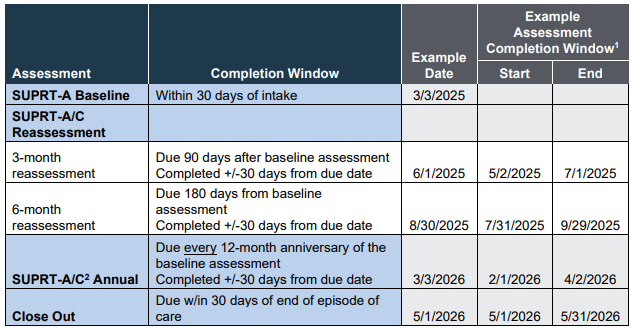 Assessment Completion Window Example Date Example Assessment Completion Window1
Start End
SUPRT-A Baseline Within 30 days of intake 3/3/2025
SUPRT-A/C
Reassessment
3-month
reassessment
Due 90 days after baseline assessment
Completed +/-30 days from due date
6/1/2025 5/2/2025 7/1/2025
6-month
reassessment
Due 180 days from baseline
assessment
Completed +/-30 days from due date
8/30/2025 7/31/2025 9/29/2025
SUPRT-A/C2 Annual
Due every 12-month anniversary of the
baseline assessment
Completed +/-30 days from due date
3/3/2026 2/1/2026 4/2/2026
Close Out
Due w/in 30 days of end of episode of
care
5/1/2026 5/1/2026 5/31/2026